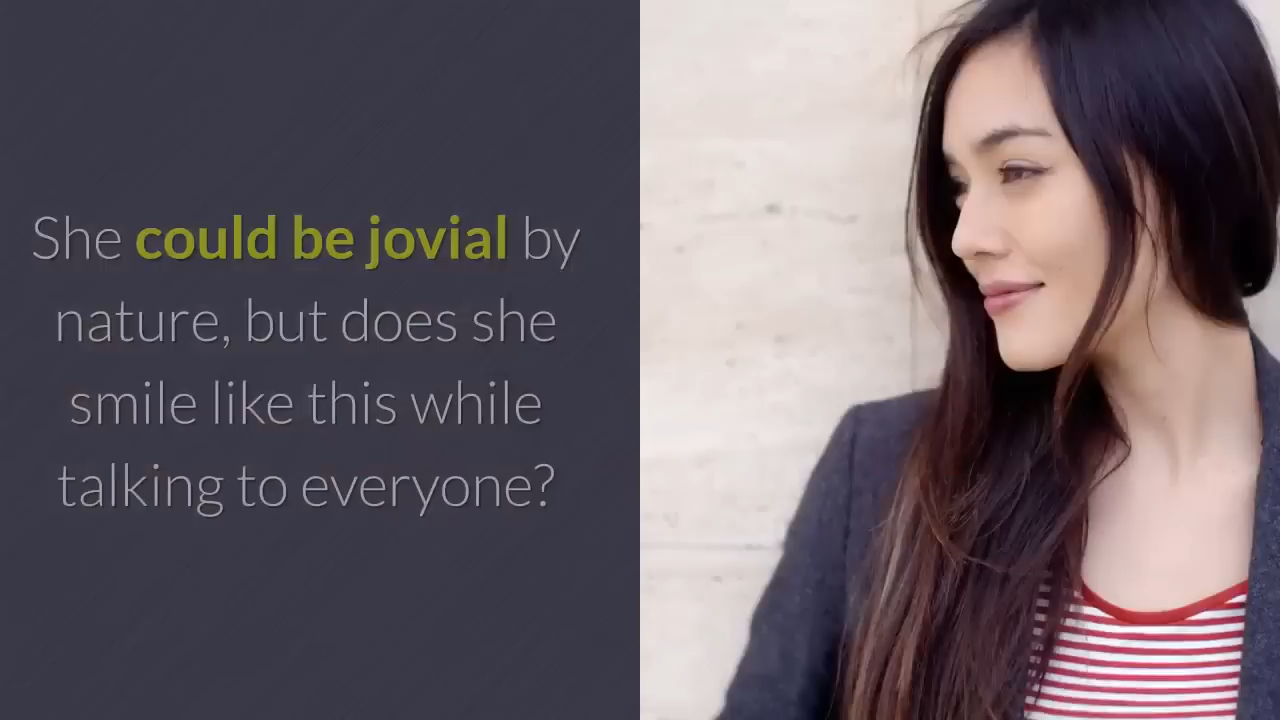 She could be jovial by
nature, but does she
smile like this while
talking to everyone?